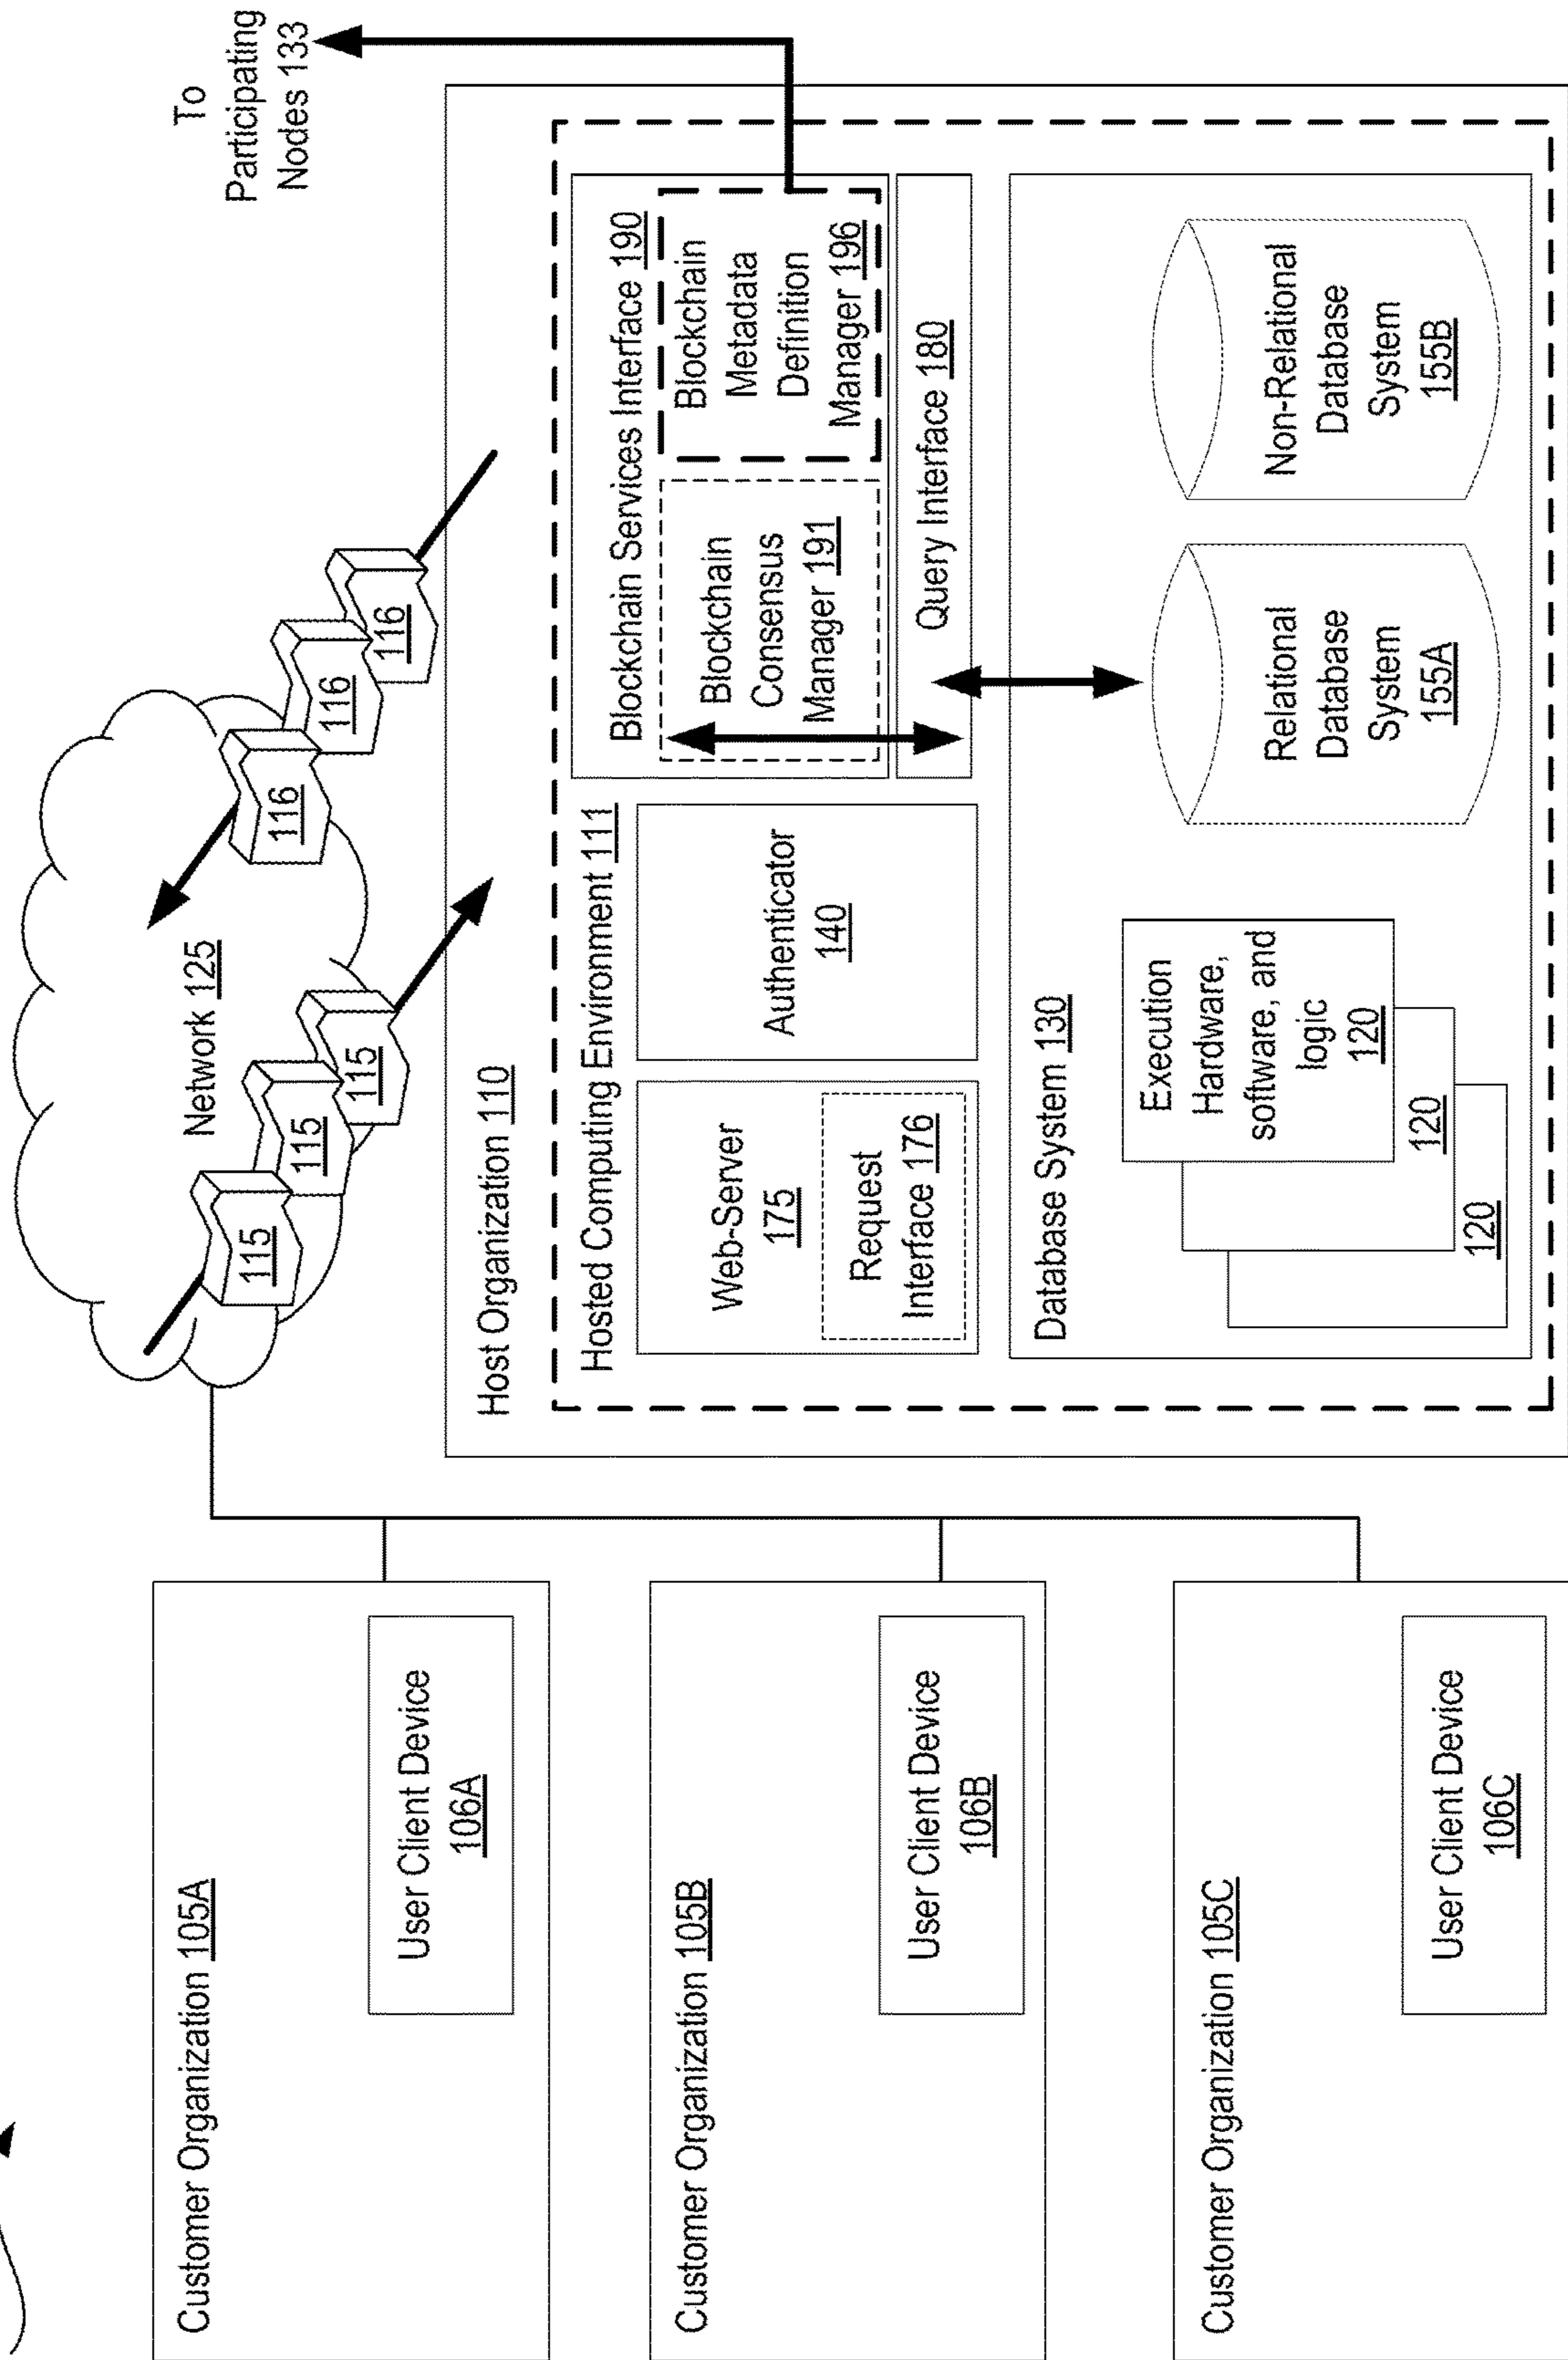 To
Participating
Nodes 133
Network 125
116
116
116
115
115
115
Host Organization 110
Hosted Computing Environment 111
Blockchain Services Interface 190
Blockchain
Metadata
Definition
Manager 196
Blockchain
Consensus
Manager 191
Query Interface 180
Authenticator
140
Web-Server
175
Request
Interface 176
Database System 130
Execution
Hardware,
software, and
logic
120
120
120
Relational
Database
System
155A
Non-Relational
Database
System
155B
Customer Organization 105A
User Client Device
106A
Customer Organization 105B
User Client Device
106B
Customer Organization 105C
User Client Device
106C